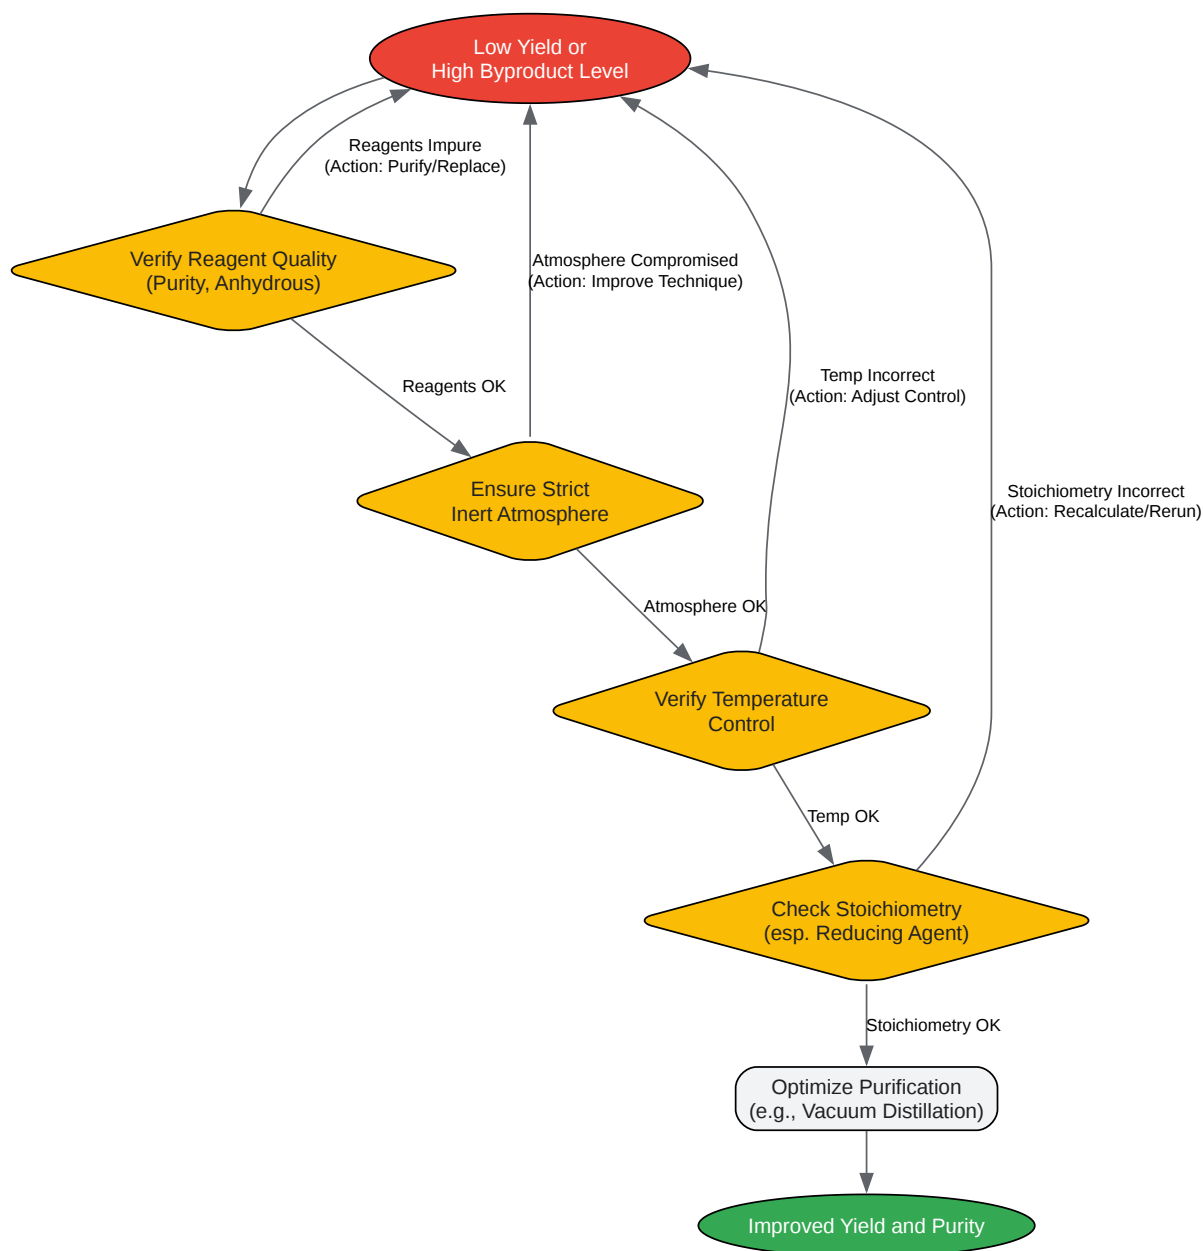 Low Yield or
High Byproduct Level
Reagents Impure
(Action: Purify/Replace)
Verify Reagent Quality
(Purity, Anhydrous)
Atmosphere Compromised
(Action: Improve Technique)
Reagents OK
Temp Incorrect
(Action: Adjust Control)
Ensure Strict
Inert Atmosphere
Stoichiometry Incorrect
(Action: Recalculate/Rerun)
Atmosphere OK
Verify Temperature
Control
Temp OK
Check Stoichiometry
(esp. Reducing Agent)
Stoichiometry OK
Optimize Purification
(e.g., Vacuum Distillation)
Improved Yield and Purity